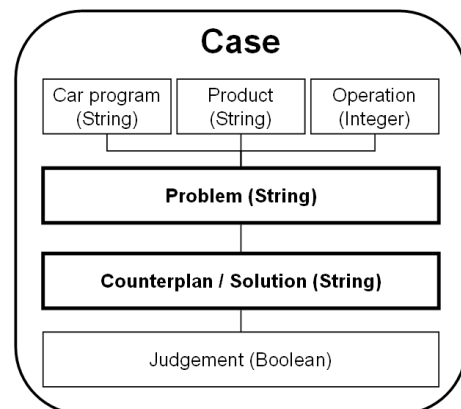 Case
Car program Product Operation
(String) (String) (Integer)
Problem (String)
Counterplan / Solution (String)
Judgement (Boolean)